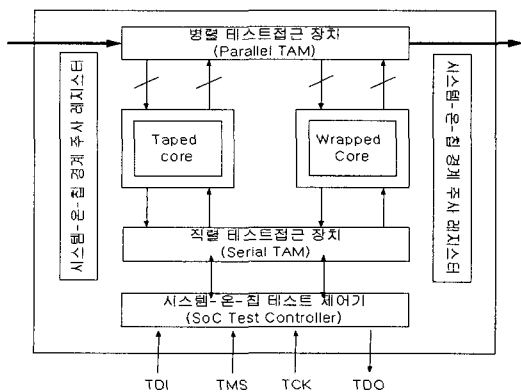 병렬 테스트접근 장치
(Parallel TAM)
시스템-온-칩 경계 주사 레지스터
Taped
core
Wrapped
Core
시스템-온-칩 경계 주사 레지스터
직렬 테스트접근 장치
(Serial TAM)
시스템-온-칩 테스트 제어기
(SoC Test Controller)
TDI
TMS
TCK
TDO